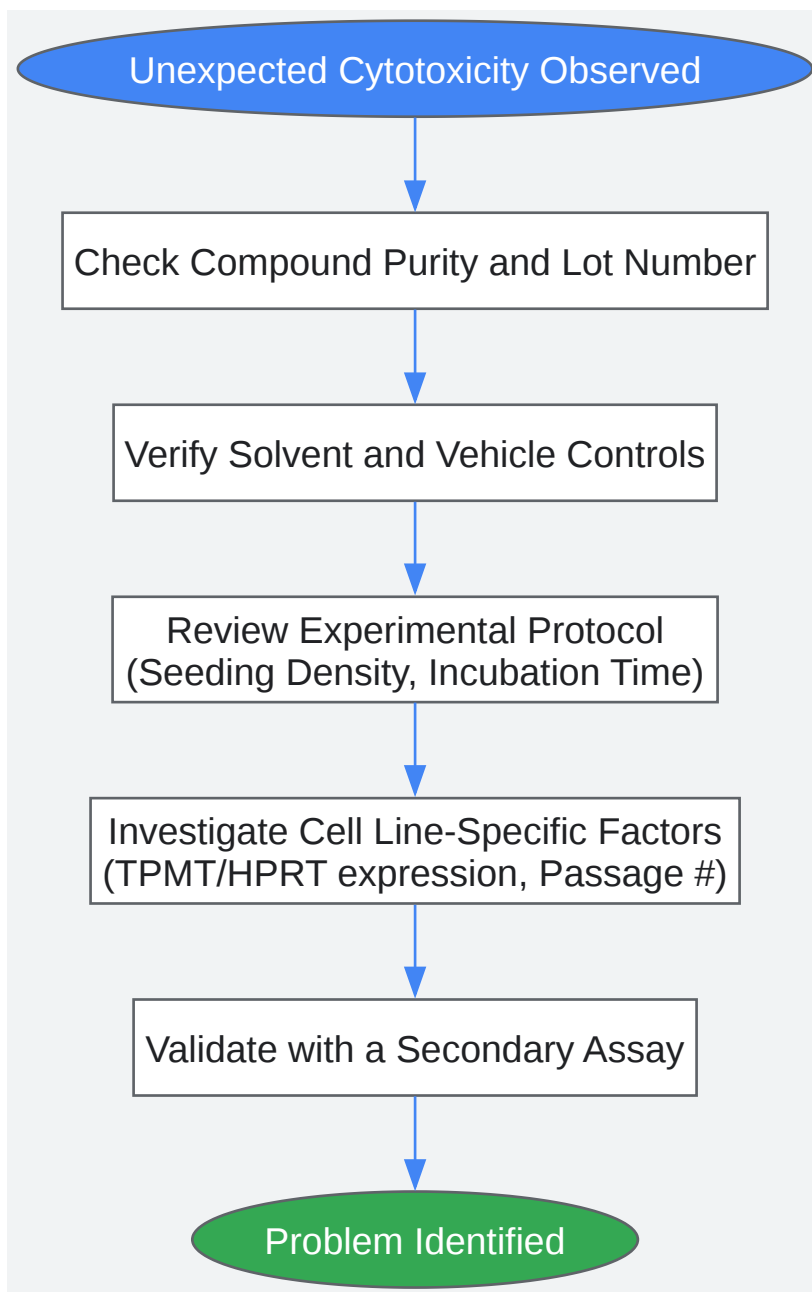 Unexpected Cytotoxicity Observed
Check Compound Purity and Lot Number
Verify Solvent and Vehicle Controls
Review Experimental Protocol
(Seeding Density, Incubation Time)
Investigate Cell Line-Specific Factors
(TPMT/HPRT expression, Passage #)
Validate with a Secondary Assay
Problem Identified